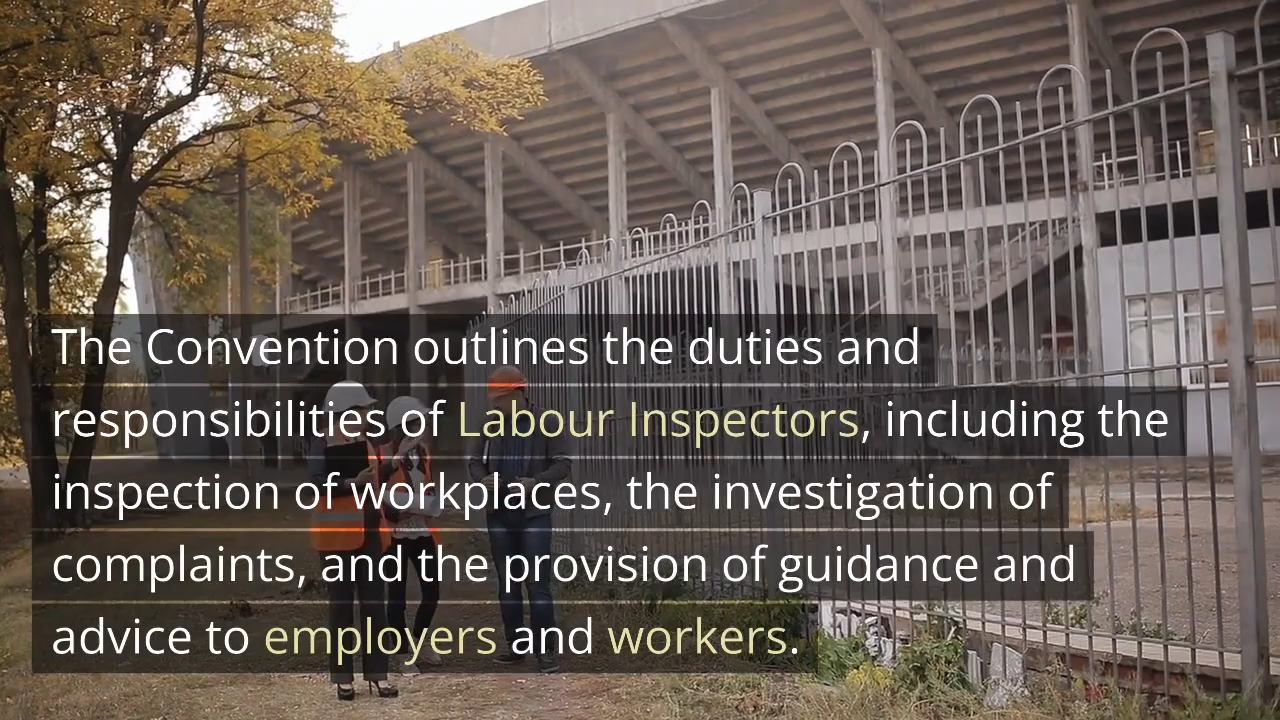 The Convention outlines the duties and
responsibilities of Labour Inspectors, including the
inspection of workplaces, the investigation of
complaints, and the provision of guidance and
advice to employers and workers.